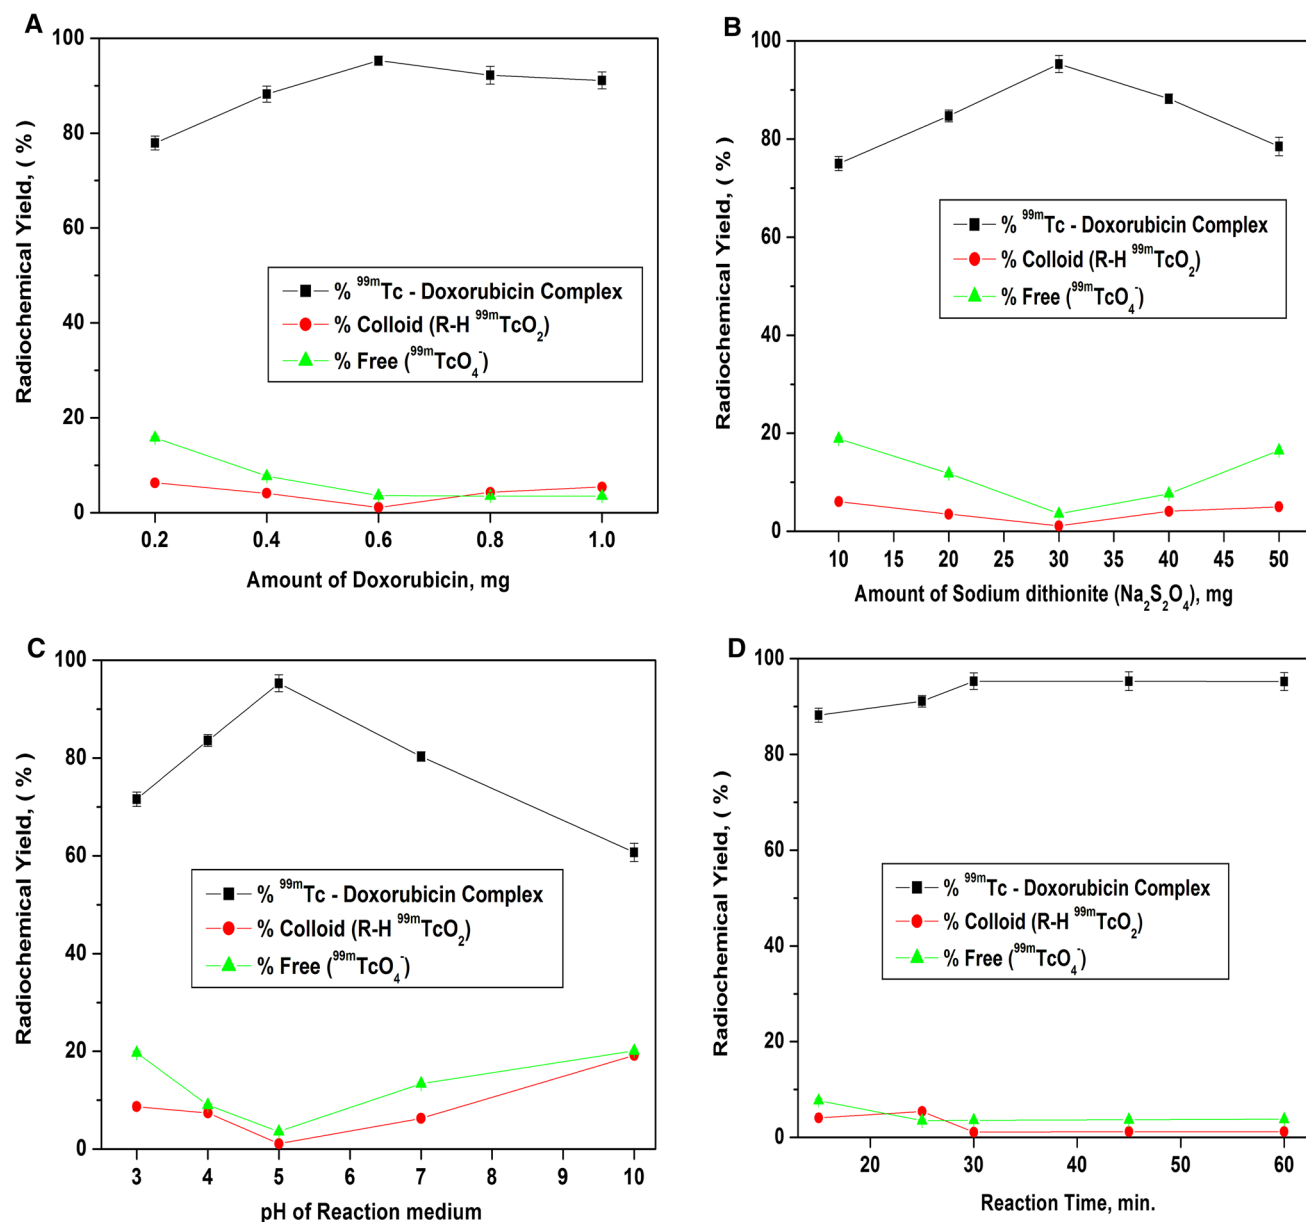 A
100
80
60
40
20
0
Radiochemical Yield, ( % )
% ⁹⁹ᵐTc - Doxorubicin Complex
% Colloid (R-H ⁹⁹ᵐTcO₂)
% Free (⁹⁹ᵐTcO₄⁻)
0.2 0.4 0.6 0.8 1.0
Amount of Doxorubicin, mg
B
100
80
60
40
20
0
Radiochemical Yield, ( % )
% ⁹⁹ᵐTc - Doxorubicin Complex
% Colloid (R-H ⁹⁹ᵐTcO₂)
% Free (⁹⁹ᵐTcO₄⁻)
10 15 20 25 30 35 40 45 50
Amount of Sodium dithionite (Na₂S₂O₄), mg
C
100
80
60
40
20
0
Radiochemical Yield, ( % )
% ⁹⁹ᵐTc - Doxorubicin Complex
% Colloid (R-H ⁹⁹ᵐTcO₂)
% Free (⁹⁹ᵐTcO₄⁻)
3 4 5 6 7 8 9 10
pH of Reaction medium
D
100
80
60
40
20
0
Radiochemical Yield, ( % )
% ⁹⁹ᵐTc - Doxorubicin Complex
% Colloid (R-H ⁹⁹ᵐTcO₂)
% Free (⁹⁹ᵐTcO₄⁻)
20 30 40 50 60
Reaction Time, min.